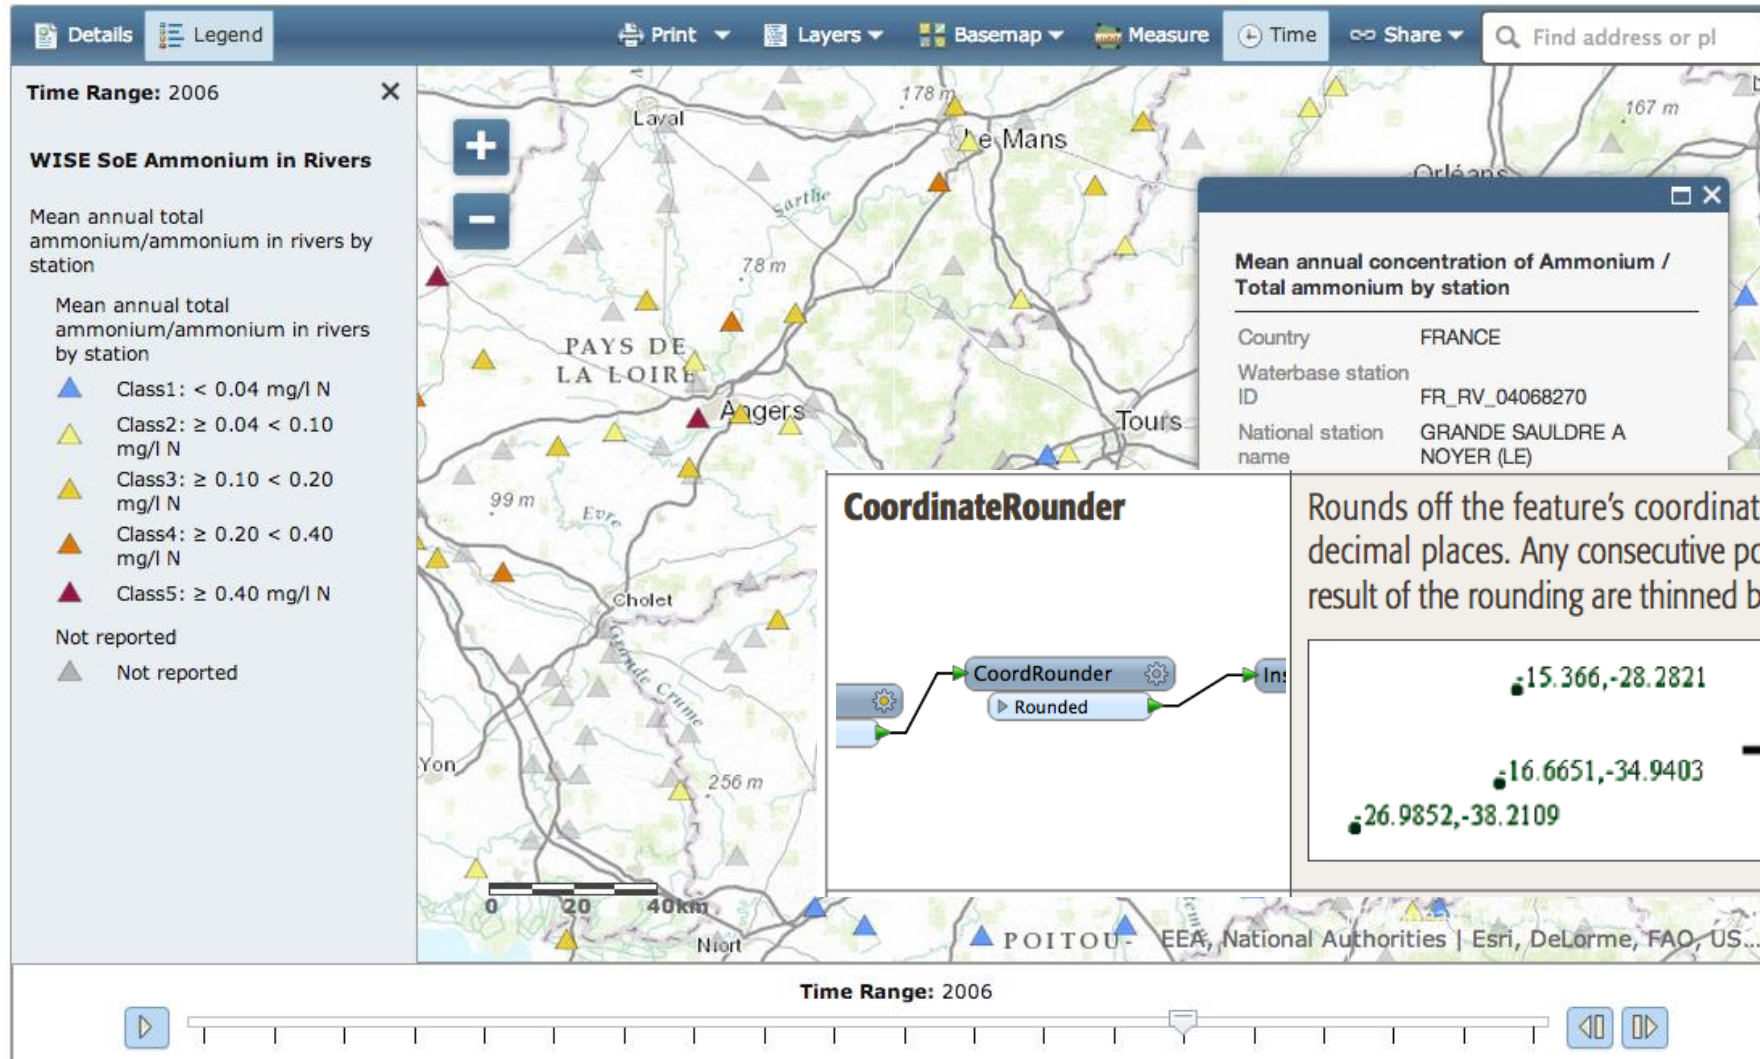 Details
Legend
Print
Layers
Basemap
Measure
Time
Share
Find address or pl
Time Range: 2006
WISE SoE Ammonium in Rivers
Mean annual total
ammonium/ammonium in rivers by
station
Mean annual total
ammonium/ammonium in rivers
by station
Class1: < 0.04 mg/l N
Class2: ≥ 0.04 < 0.10
mg/l N
Class3: ≥ 0.10 < 0.20
mg/l N
Class4: ≥ 0.20 < 0.40
mg/l N
Class5: ≥ 0.40 mg/l N
Not reported
Not reported
178 m
Laval
Le Mans
167 m
Orléans
Sarthe
78 m
PAYS DE
LA LOIRE
Angers
Tours
99 m
Evre
Cholet
Grande Crume
Yon
256 m
0 20 40km
Niort
POITOU-
EEA, National Authorities | Esri, DeLorme, FAO, US...
Mean annual concentration of Ammonium /
Total ammonium by station
Country FRANCE
Waterbase station
ID FR_RV_04068270
National station GRANDE SAULDRE A
name NOYER (LE)
CoordinateRounder
CoordRounder
Rounded
Ins
Rounds off the feature's coordinat
decimal places. Any consecutive po
result of the rounding are thinned b
-15.366,-28.2821
-16.6651,-34.9403
-26.9852,-38.2109
Time Range: 2006